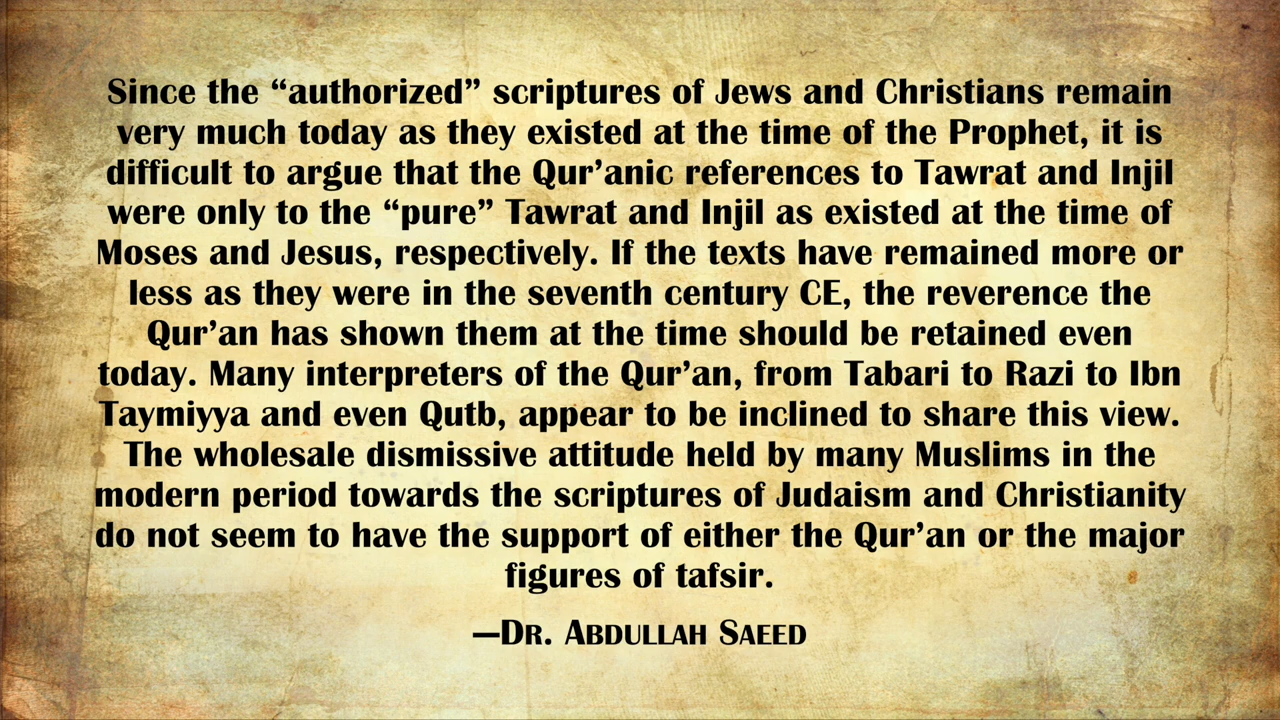 Since the “authorized” scriptures of Jews and Christians remain
very much today as they existed at the time of the Prophet, it is
difficult to argue that the Qur’anic references to Tawrat and Injil
were only to the “pure” Tawrat and Injil as existed at the time of
Moses and Jesus, respectively. If the texts have remained more or
less as they were in the seventh century CE, the reverence the
Qur’an has shown them at the time should be retained even
today. Many interpreters of the Qur’an, from Tabari to Razi to Ibn
Taymiyya and even Qutb, appear to be inclined to share this view.
The wholesale dismissive attitude held by many Muslims in the
modern period towards the scriptures of Judaism and Christianity
do not seem to have the support of either the Qur’an or the major
figures of tafsir.
—Dr. Abdullah Saeed